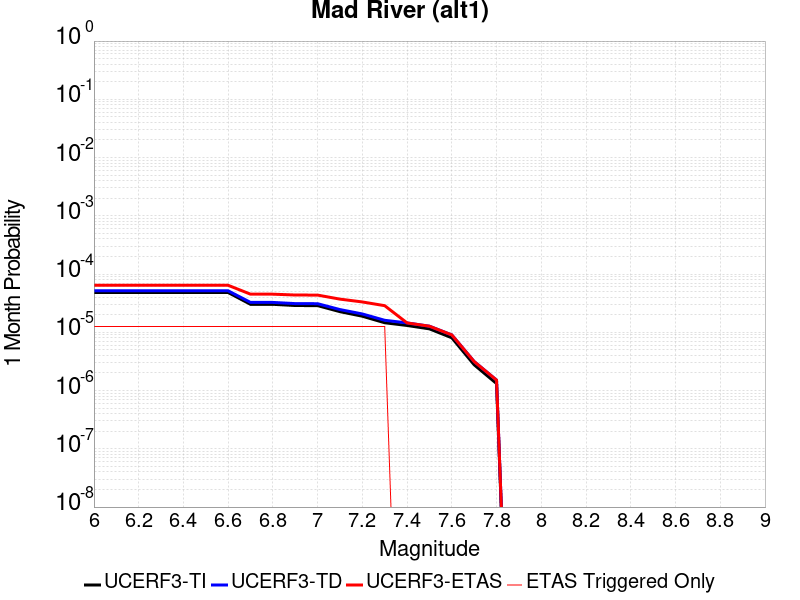 Mad River (alt1)
1 Month Probability
10^0
10^-1
10^-2
10^-3
10^-4
10^-5
10^-6
10^-7
10^-8
6 6.2 6.4 6.6 6.8 7 7.2 7.4 7.6 7.8 8 8.2 8.4 8.6 8.8 9
Magnitude
UCERF3-TI UCERF3-TD UCERF3-ETAS ETAS Triggered Only